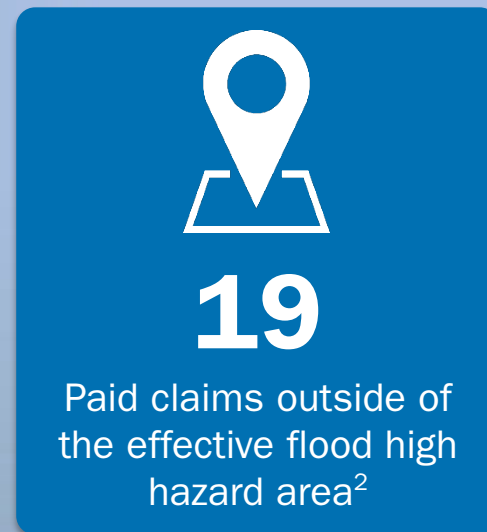 19
Paid claims outside of
the effective flood high
hazard area²